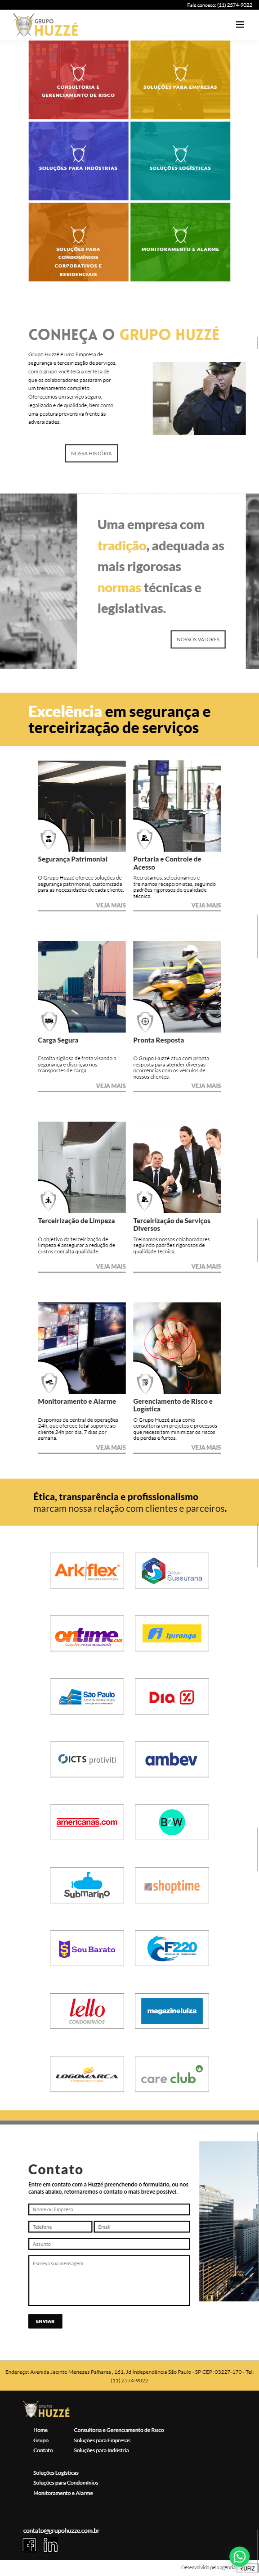 Fale conosco: (11) 2574-9022
GRUPO
HUZZÉ
CONSULTORIA E
GERENCIAMENTO DE RISCO
SOLUÇÕES PARA EMPRESAS
SOLUÇÕES PARA INDÚSTRIAS
SOLUÇÕES LOGÍSTICAS
SOLUÇÕES PARA
CONDOMÍNIOS
CORPORATIVOS E
RESIDENCIAIS
MONITORAMENTO E ALARME
CONHEÇA O GRUPO HUZZÉ
Grupo Huzzé é uma Empresa de
segurança e terceirização de serviços,
com o grupo você terá a certeza de
que os colaboradores passaram por
um treinamento completo.
Oferecemos um serviço seguro,
legalizado e de qualidade, bem como
uma postura preventiva frente às
adversidades.
NOSSA HISTÓRIA
Uma empresa com
tradição, adequada as
mais rigorosas
normas técnicas e
legislativas.
NOSSOS VALORES
Excelência em segurança e
terceirização de serviços
Segurança Patrimonial
O Grupo Huzzé oferece soluções de
segurança patrimonial, customizada
para as necessidades de cada cliente.
VEJA MAIS
Portaria e Controle de
Acesso
Recrutamos, selecionamos e
treinamos recepcionistas, seguindo
padrões rigorosos de qualidade
técnica.
VEJA MAIS
Carga Segura
Escolta sigilosa de frota visando a
segurança e discrição nos
transportes de carga.
VEJA MAIS
Pronta Resposta
O Grupo Huzzé atua com pronta
resposta para atender diversas
ocorrências com os veículos de
nossos clientes.
VEJA MAIS
Terceirização de Limpeza
O objetivo da terceirização de
limpeza é assegurar a redução de
custos com alta qualidade.
VEJA MAIS
Terceirização de Serviços
Diversos
Treinamos nossos colaboradores
seguindo padrões rigorosos de
qualidade técnica.
VEJA MAIS
Monitoramento e Alarme
Dispomos de central de operações
24h, que oferece total suporte ao
cliente 24h por dia, 7 dias por
semana.
VEJA MAIS
Gerenciamento de Risco e
Logística
O Grupo Huzzé atua como
consultoria em projetos e processos
que necessitam minimizar os riscos
de perdas e furtos.
VEJA MAIS
Ética, transparência e profissionalismo
marcam nossa relação com clientes e parceiros.
Arkflex
Sussurana
ontime
Ipiranga
São Paulo
Dia %
ICTS protiviti
ambev
americanas.com
B2W
Submarino
shoptime
Sou Barato
F220
lello
CONDOMÍNIOS
magazineluiza
LOGOMARCA
care club
Contato
Entre em contato com a Huzzé preenchendo o formulário, ou nos
canais abaixo, retornaremos o contato o mais breve possível.
Nome ou Empresa
Telefone
Email
Assunto
Escreva sua mensagem
ENVIAR
Endereço: Avenida Jacinto Menezes Palhares , 161, Jd Independência São Paulo - SP CEP: 03227-170 - Tel:
(11) 2574-9022
GRUPO
HUZZÉ
Home
Consultoria e Gerenciamento de Risco
Grupo
Soluções para Empresas
Contato
Soluções para Indústria
Soluções Logísticas
Soluções para Condomínios
Monitoramento e Alarme
contato@grupohuzze.com.br
Desenvolvido pela agência